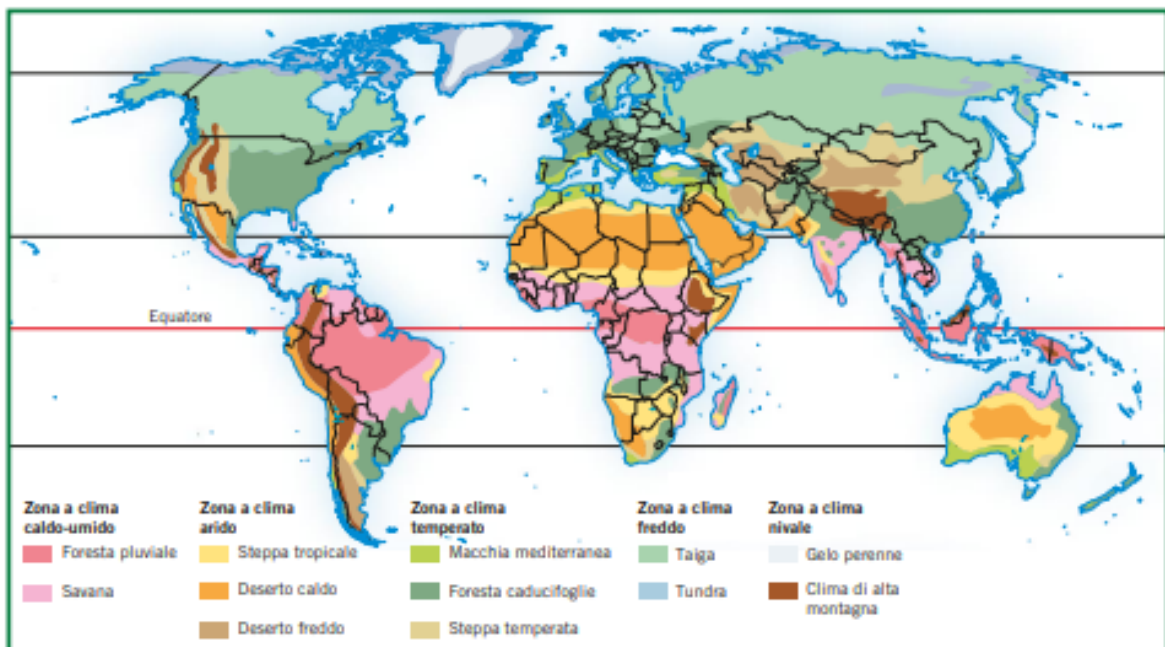 Equatore
Zona a clima
caldo-umido
Foresta pluviale
Savana
Zona a clima
arido
Steppa tropicale
Deserto caldo
Deserto freddo
Zona a clima
temperato
Macchia mediterranea
Foresta caducifoglie
Steppa temperata
Zona a clima
freddo
Taiga
Tundra
Zona a clima
nivale
Gelo perenne
Clima di alta
montagna